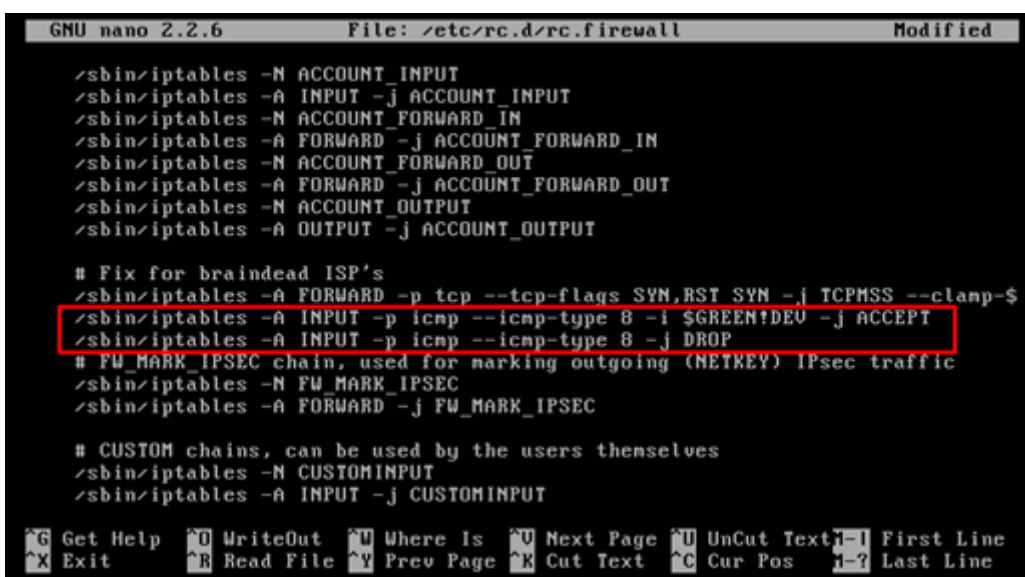 GNU nano 2.2.6 File: /etc/rc.d/rc.firewall Modified
/sbin/iptables -N ACCOUNT_INPUT
/sbin/iptables -A INPUT -j ACCOUNT_INPUT
/sbin/iptables -N ACCOUNT_FORWARD_IN
/sbin/iptables -A FORWARD -j ACCOUNT_FORWARD_IN
/sbin/iptables -N ACCOUNT_FORWARD_OUT
/sbin/iptables -A FORWARD -j ACCOUNT_FORWARD_OUT
/sbin/iptables -N ACCOUNT_OUTPUT
/sbin/iptables -A OUTPUT -j ACCOUNT_OUTPUT
# Fix for braindead ISP's
/sbin/iptables -A FORWARD -p tcp --tcp-flags SYN,RST SYN -j TCPMSS --clamp-$
/sbin/iptables -A INPUT -p icmp --icmp-type 8 -i $GREEN!DEV -j ACCEPT
/sbin/iptables -A INPUT -p icmp --icmp-type 8 -j DROP
# FW_MARK_IPSEC chain, used for marking outgoing (NETKEY) IPsec traffic
/sbin/iptables -N FW_MARK_IPSEC
/sbin/iptables -A FORWARD -j FW_MARK_IPSEC
# CUSTOM chains, can be used by the users themselves
/sbin/iptables -N CUSTOMINPUT
/sbin/iptables -A INPUT -j CUSTOMINPUT
^G Get Help ^O WriteOut ^W Where Is ^V Next Page ^U UnCut Text M-| First Line
^X Exit ^R Read File ^Y Prev Page ^K Cut Text ^C Cur Pos M-? Last Line